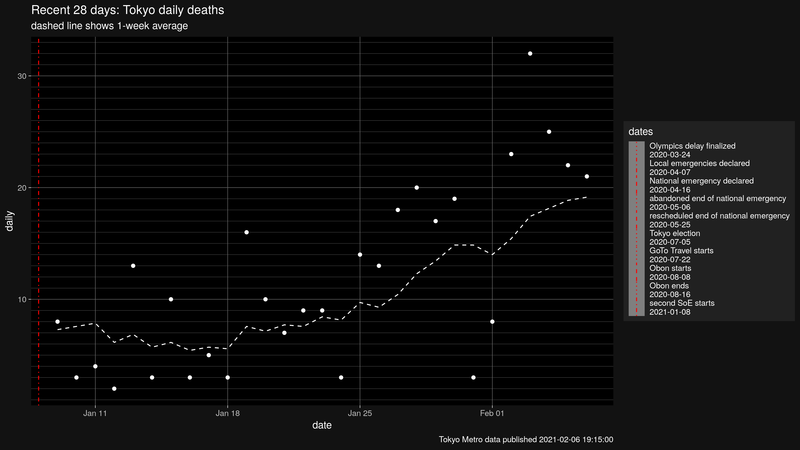 Recent 28 days: Tokyo daily deaths
dashed line shows 1-week average
30
20
10
daily
Jan 11
Jan 18
Jan 25
Feb 01
date
dates
Olympics delay finalized
2020-03-24
Local emergencies declared
2020-04-07
National emergency declared
2020-04-16
abandoned end of national emergency
2020-05-06
rescheduled end of national emergency
2020-05-25
Tokyo election
2020-07-05
GoTo Travel starts
2020-07-22
Obon starts
2020-08-08
Obon ends
2020-08-16
second SoE starts
2021-01-08
Tokyo Metro data published 2021-02-06 19:15:00